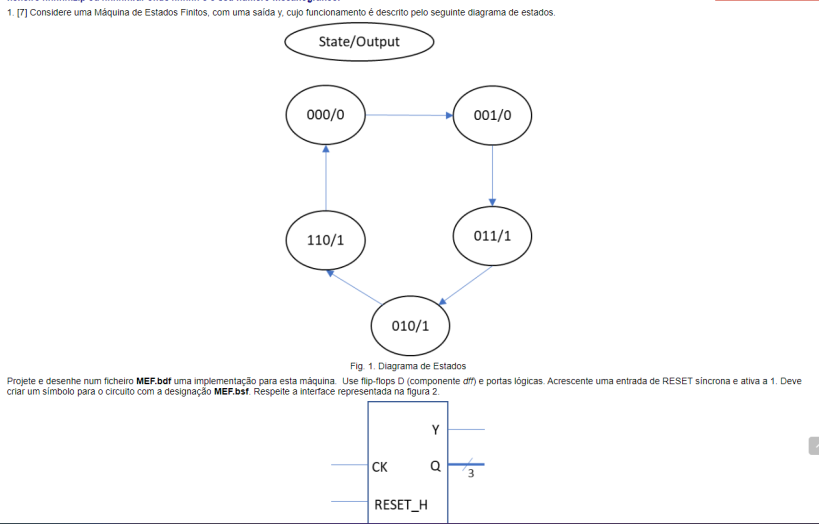 1. [7] Considere uma Máquina de Estados Finitos, com uma saída y, cujo funcionamento é descrito pelo seguinte diagrama de estados.
State/Output
000/0
001/0
110/1
011/1
010/1
Fig. 1. Diagrama de Estados
Projete e desenhe num ficheiro MEF.bdf uma implementação para esta máquina. Use flip-flops D (componente dff) e portas lógicas. Acrescente uma entrada de RESET síncrona e ativa a 1. Deve
criar um símbolo para o circuito com a designação MEF.bsf. Respeite a interface representada na figura 2.
Y
CK
Q
3
RESET_H